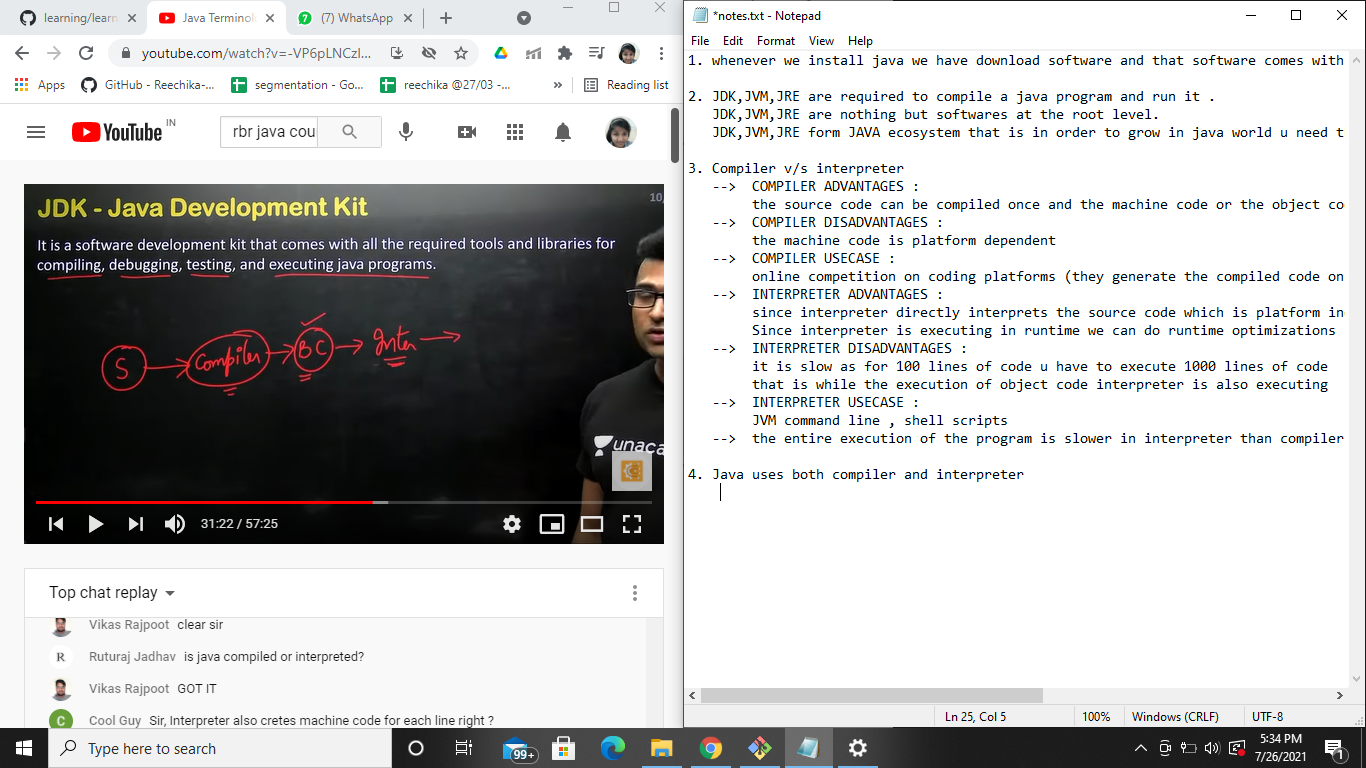 learning/learn
Java Terminol
(7) WhatsApp
youtube.com/watch?v=-VP6pLNCzI...
Apps
GitHub - Reechika-...
segmentation - Go...
reechika @27/03 -...
»
Reading list
YouTube IN
rbr java cou
JDK - Java Development Kit
10,
It is a software development kit that comes with all the required tools and libraries for
compiling, debugging, testing, and executing java programs.
S
Compiler
BC
Inter
unaca
31:22 / 57:25
Top chat replay
Vikas Rajpoot clear sir
R Ruturaj Jadhav is java compiled or interpreted?
Vikas Rajpoot GOT IT
C Cool Guy Sir, Interpreter also cretes machine code for each line right ?
*notes.txt - Notepad
File Edit Format View Help
1. whenever we install java we have download software and that software comes with
2. JDK,JVM,JRE are required to compile a java program and run it .
JDK,JVM,JRE are nothing but softwares at the root level.
JDK,JVM,JRE form JAVA ecosystem that is in order to grow in java world u need t
3. Compiler v/s interpreter
--> COMPILER ADVANTAGES :
the source code can be compiled once and the machine code or the object co
--> COMPILER DISADVANTAGES :
the machine code is platform dependent
--> COMPILER USECASE :
online competition on coding platforms (they generate the compiled code on
--> INTERPRETER ADVANTAGES :
since interpreter directly interprets the source code which is platform in
Since interpreter is executing in runtime we can do runtime optimizations
--> INTERPRETER DISADVANTAGES :
it is slow as for 100 lines of code u have to execute 1000 lines of code
that is while the execution of object code interpreter is also executing
--> INTERPRETER USECASE :
JVM command line , shell scripts
--> the entire execution of the program is slower in interpreter than compiler
4. Java uses both compiler and interpreter
Ln 25, Col 5
100%
Windows (CRLF)
UTF-8
Type here to search
99+
5:34 PM
7/26/2021
1